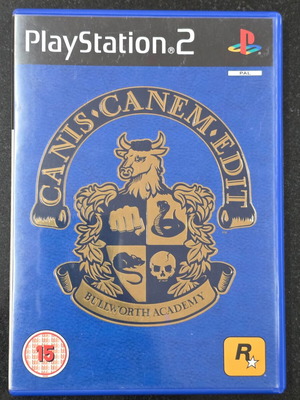 PlayStation®2
PAL
CANIS·CANEM·EDIT
BULLWORTH ACADEMY
15
R